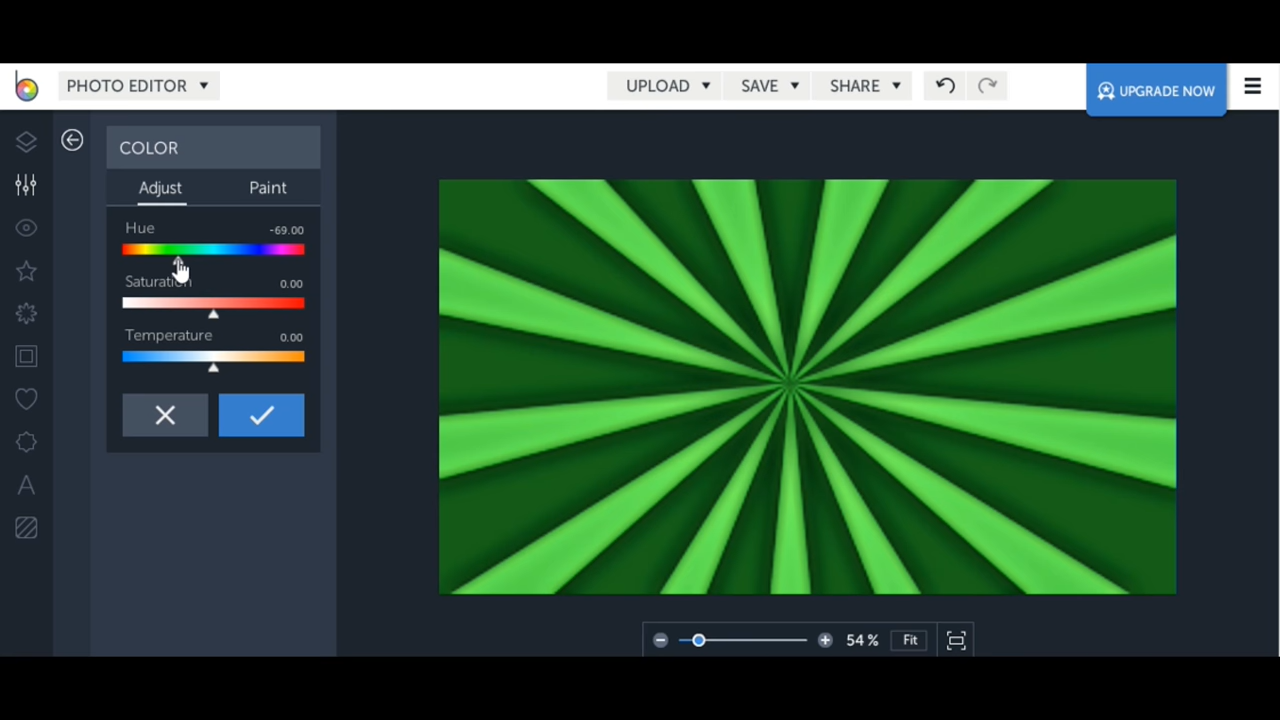 PHOTO EDITOR
UPLOAD
SAVE
SHARE
UPGRADE NOW
COLOR
Adjust
Paint
Hue
-69.00
Saturation
0.00
Temperature
0.00
54 %
Fit